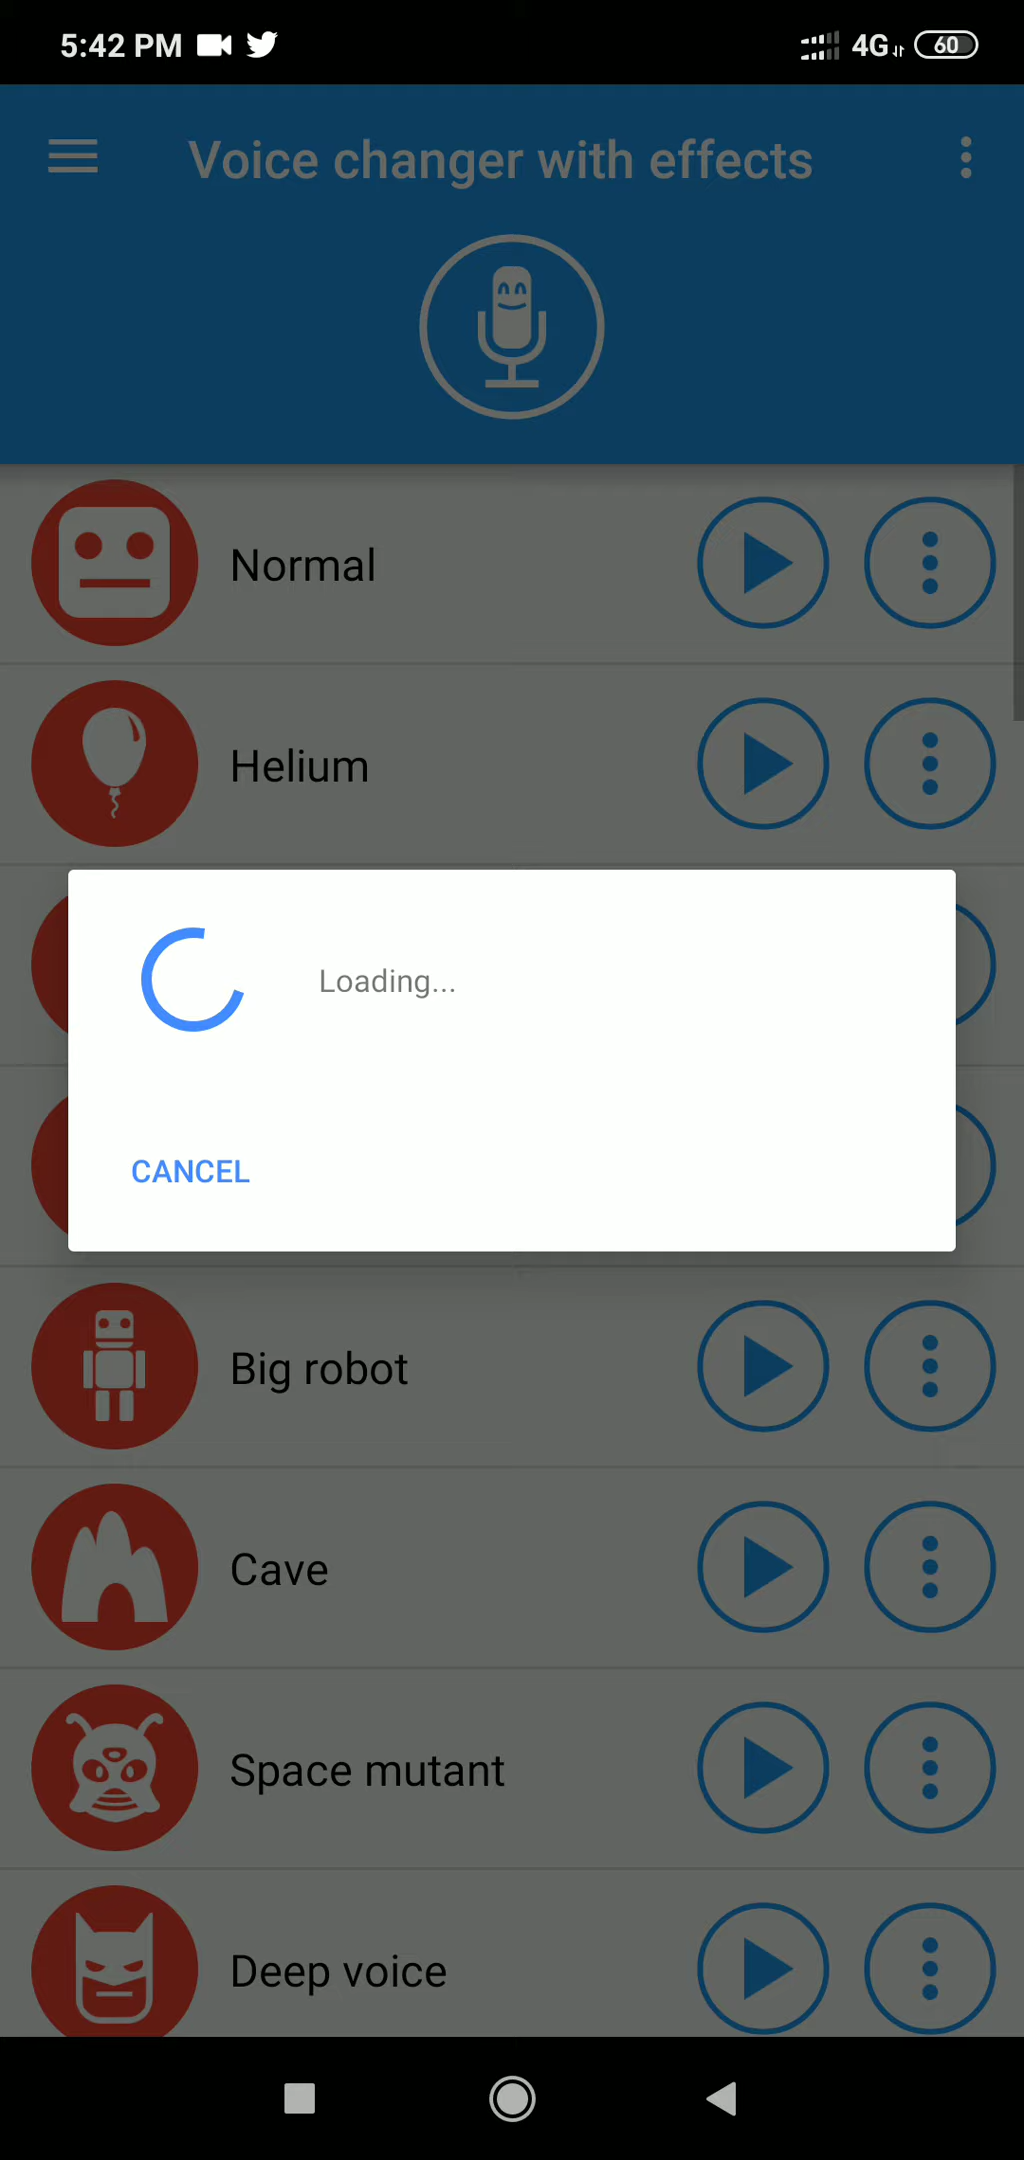 5:42 PM 4G 60
Voice changer with effects
Normal
Helium
Loading...
CANCEL
Big robot
Cave
Space mutant
Deep voice